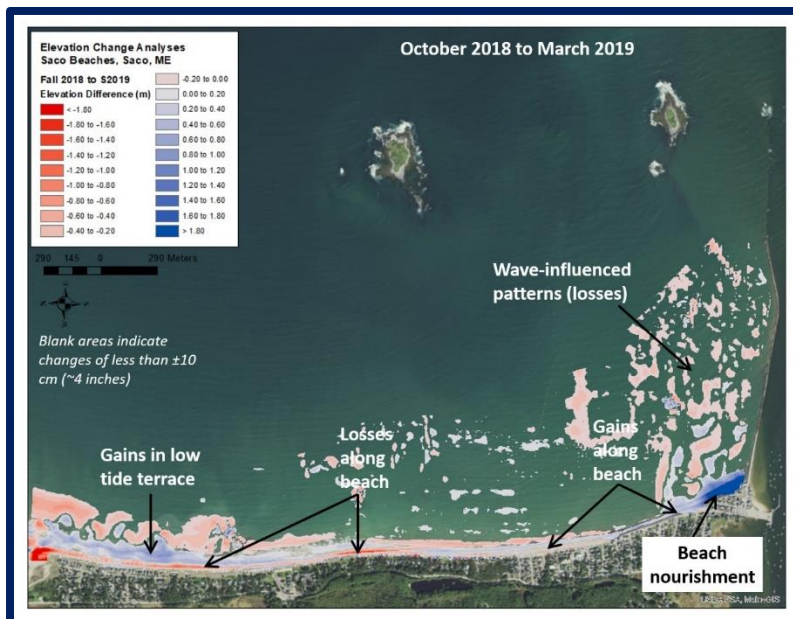 October 2018 to March 2019
Elevation Change Analyses
Saco Beaches, Saco, ME
Fall 2018 to S2019
Elevation Difference (m)
< -1.80
-1.80 to -1.60
-1.60 to -1.40
-1.40 to -1.20
-1.20 to -1.00
-1.00 to -0.80
-0.80 to -0.60
-0.60 to -0.40
-0.40 to -0.20
-0.20 to 0.00
0.00 to 0.20
0.20 to 0.40
0.40 to 0.60
0.60 to 0.80
0.80 to 1.00
1.00 to 1.20
1.20 to 1.40
1.40 to 1.60
1.60 to 1.80
> 1.80
290 145 0 290 Meters
Blank areas indicate
changes of less than ±10
cm (~4 inches)
Wave-influenced
patterns (losses)
Gains in low
tide terrace
Losses
along
beach
Gains
along
beach
Beach
nourishment